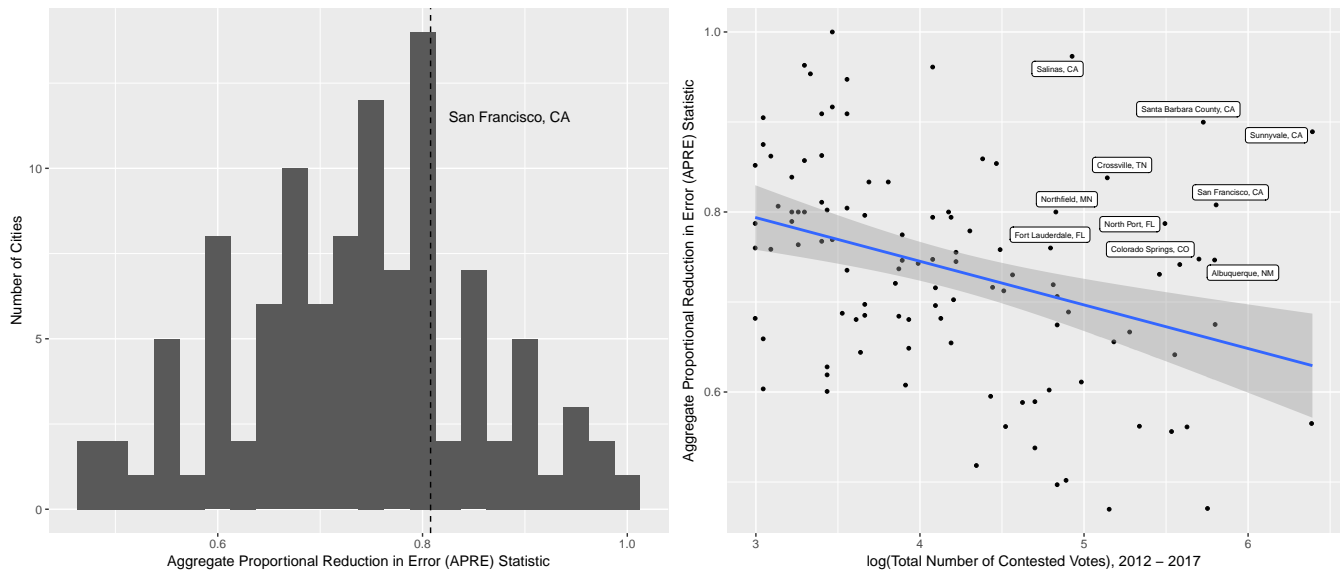 Number of Cities
10
5
0
San Francisco, CA
0.6
0.8
1.0
Aggregate Proportional Reduction in Error (APRE) Statistic
Aggregate Proportional Reduction in Error (APRE) Statistic
1.0
0.8
0.6
Salinas, CA
Santa Barbara County, CA
Sunnyvale, CA
Crossville, TN
San Francisco, CA
Northfield, MN
North Port, FL
Fort Lauderdale, FL
Colorado Springs, CO
Albuquerque, NM
3
4
5
6
log(Total Number of Contested Votes), 2012 − 2017